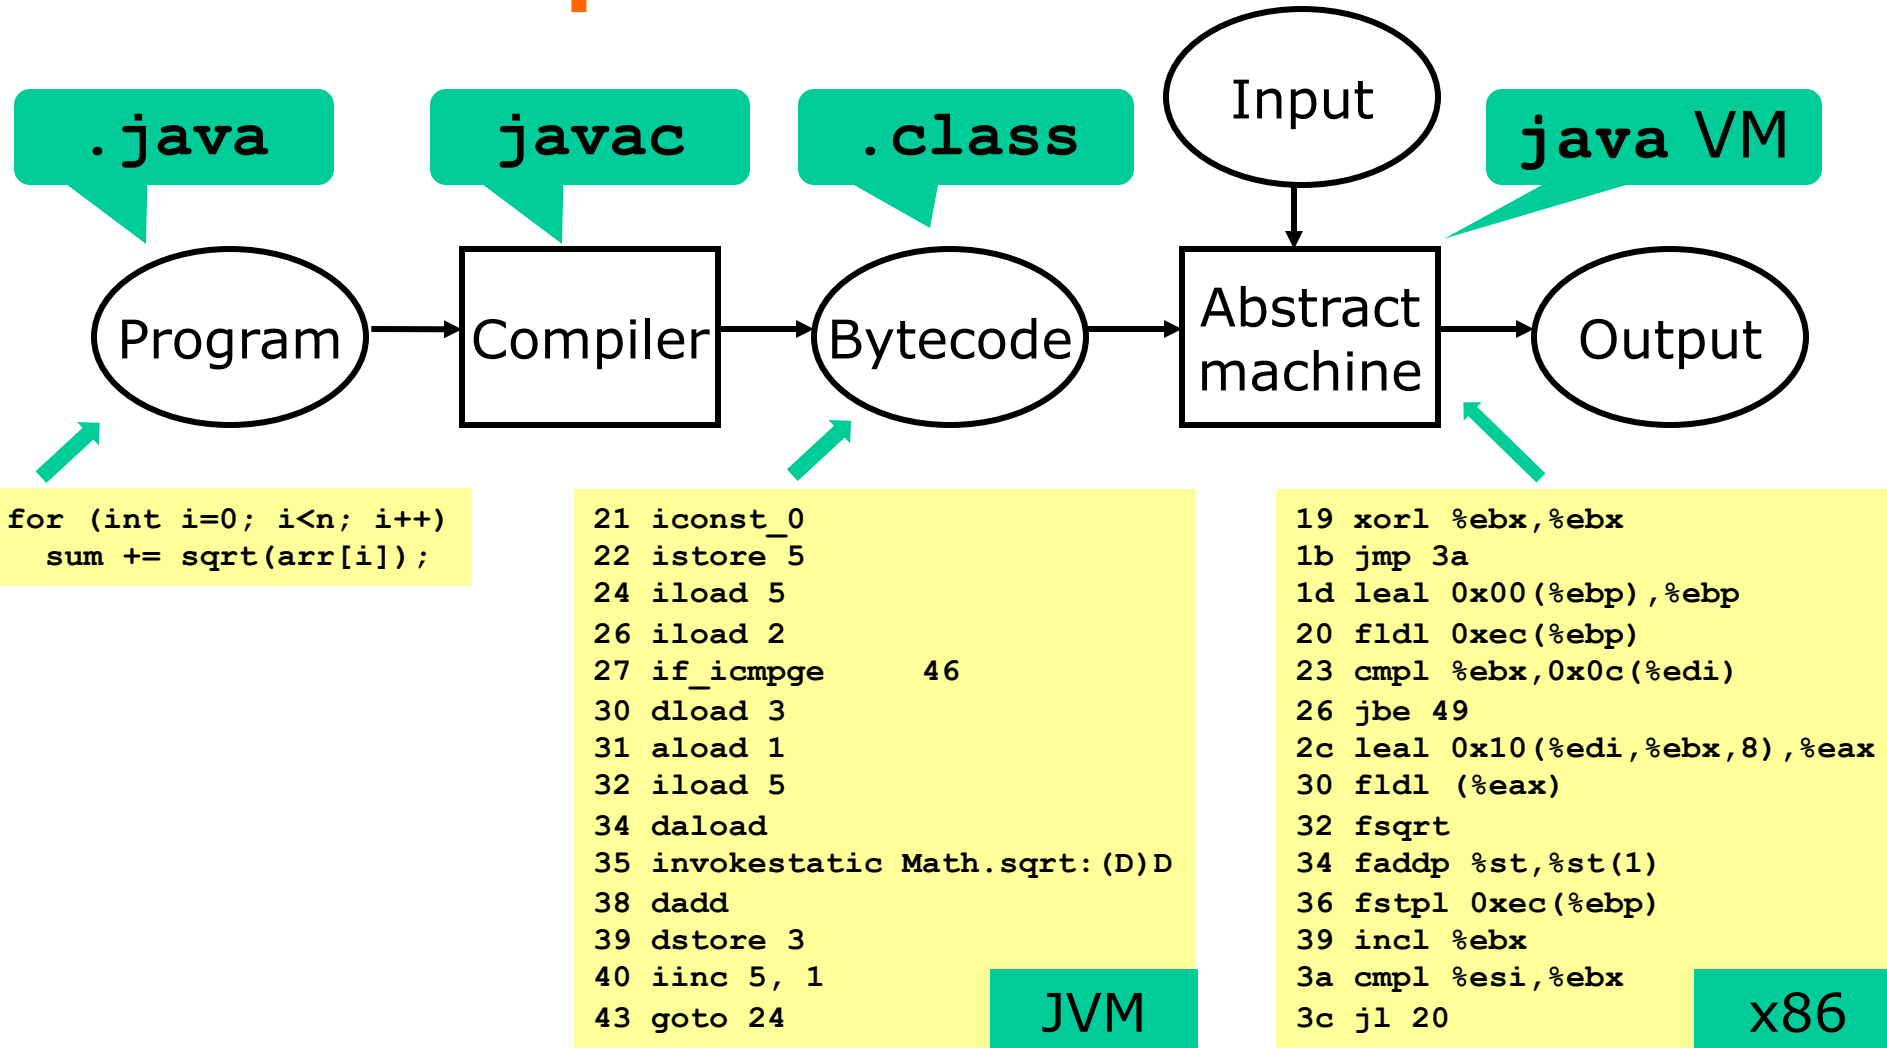 Input
.java
javac
.class
java VM
Program
Compiler
Bytecode
Abstract
machine
Output
for (int i=0; i<n; i++)
  sum += sqrt(arr[i]);
21 iconst_0
22 istore 5
24 iload 5
26 iload 2
27 if_icmpge     46
30 dload 3
31 aload 1
32 iload 5
34 daload
35 invokestatic Math.sqrt:(D)D
38 dadd
39 dstore 3
40 iinc 5, 1
43 goto 24
JVM
19 xorl %ebx,%ebx
1b jmp 3a
1d leal 0x00(%ebp),%ebp
20 fldl 0xec(%ebp)
23 cmpl %ebx,0x0c(%edi)
26 jbe 49
2c leal 0x10(%edi,%ebx,8),%eax
30 fldl (%eax)
32 fsqrt
34 faddp %st,%st(1)
36 fstpl 0xec(%ebp)
39 incl %ebx
3a cmpl %esi,%ebx
3c jl 20
x86